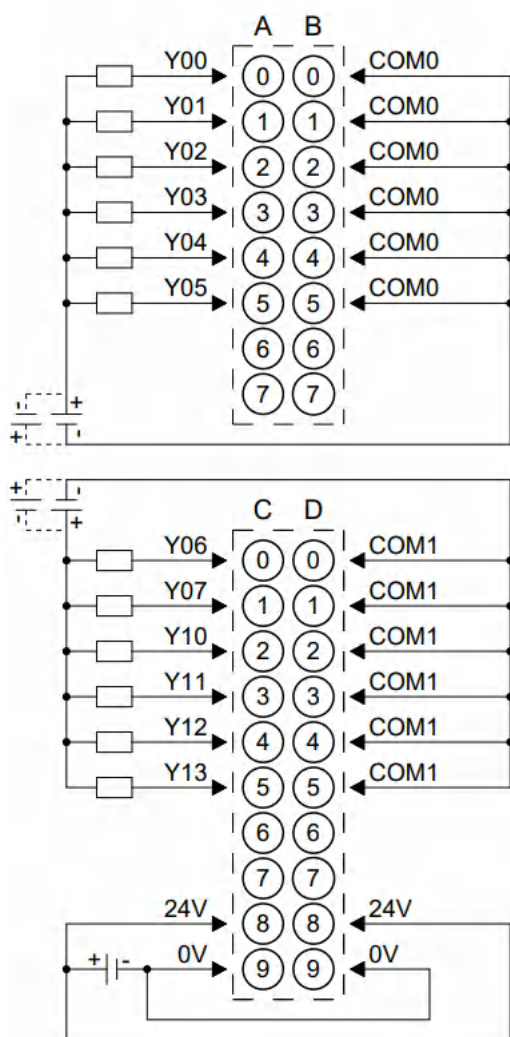 A B
Y00 0 0 COM0
Y01 1 1 COM0
Y02 2 2 COM0
Y03 3 3 COM0
Y04 4 4 COM0
Y05 5 5 COM0
6 6
7 7
- +
+ -
+ -
- +
C D
Y06 0 0 COM1
Y07 1 1 COM1
Y10 2 2 COM1
Y11 3 3 COM1
Y12 4 4 COM1
Y13 5 5 COM1
6 6
7 7
24V 8 8 24V
+ - 0V 9 9 0V